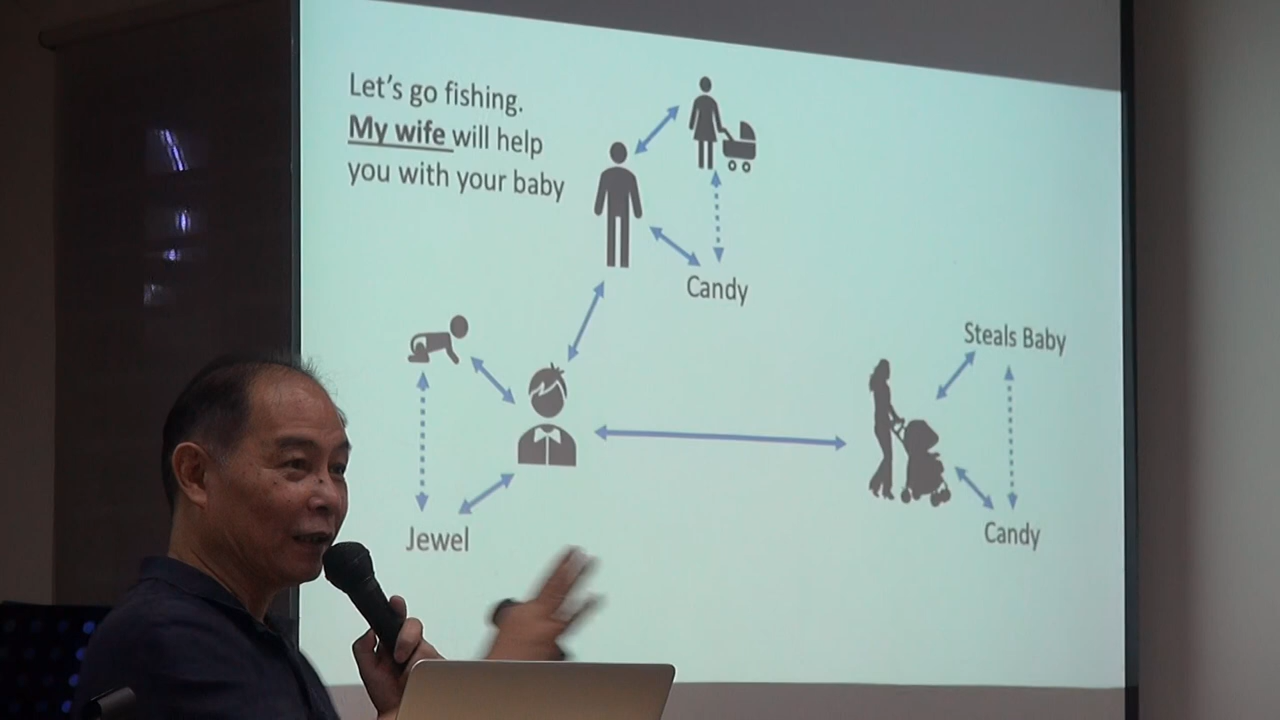 Let's go fishing.
My wife will help
you with your baby
Candy
Steals Baby
Jewel
Candy